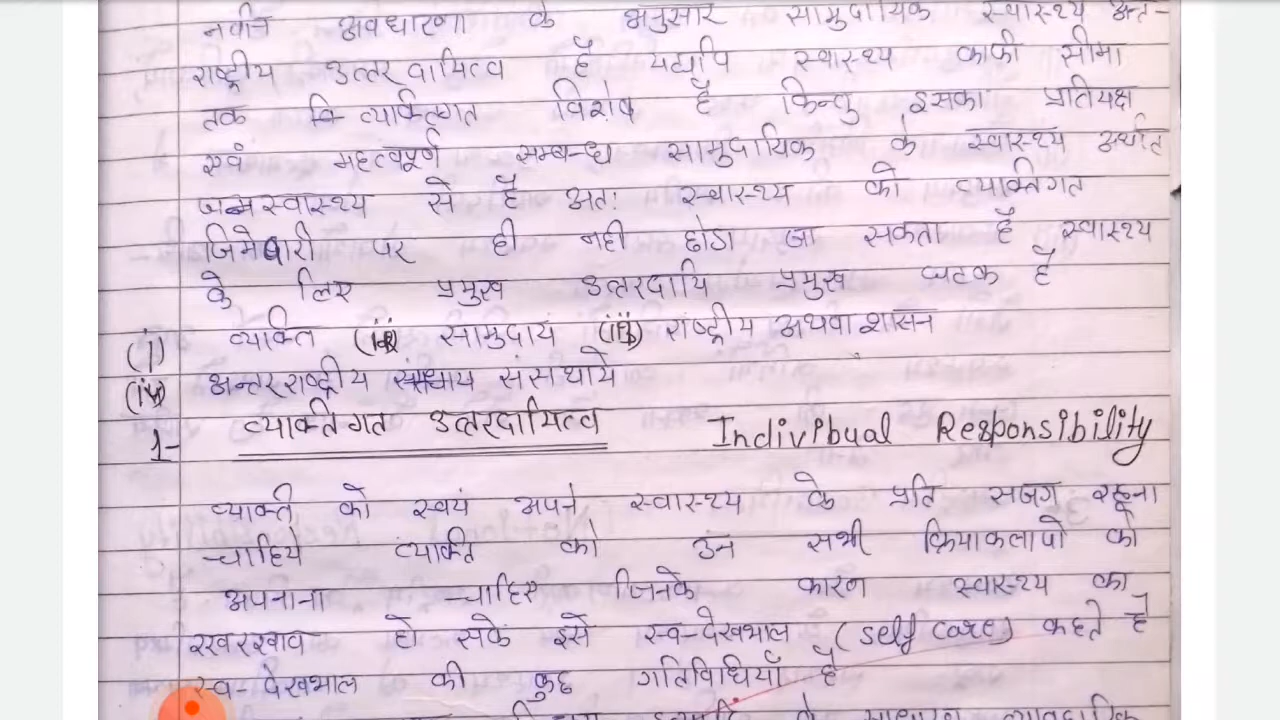 नवीन अवधारणा के अनुसार सामुदायिक स्वास्थ्य अन्त-
राष्ट्रीय उत्तरदायित्व है यद्यपि स्वास्थ्य काफी सीमा
तक वि-व्यक्तिगत विशेष है किन्तु इसका प्रतियक्ष
एवं महत्वपूर्ण सम्बन्ध सामुदायिक के स्वास्थ्य अर्थात
जनस्वास्थ्य से है अतः स्वास्थ्य को व्यक्तिगत
जिमेदारी पर ही नही छोडा जा सकता है स्वास्थ्य
के लिए प्रमुख उत्तरदायि प्रमुख घटक है
(i) व्यक्ति (ii) सामुदाय (iii) राष्ट्रीय अथवा शासन
(iv) अन्तरराष्ट्रीय संस्थाये
1- व्यक्तिगत उत्तरदायित्व Indivibual Responsibility
व्यक्ती को स्वयं अपने स्वास्थ्य के प्रति सजग रहना
चाहिये व्यक्ति को उन सभी क्रियाकलापो को
अपनाना चाहिए जिनके कारण स्वास्थ्य का
रखरखाव हो सके इसे स्व-देखभाल (self care) कहते है
स्व-देखभाल की कुछ गतिविधियाँ है